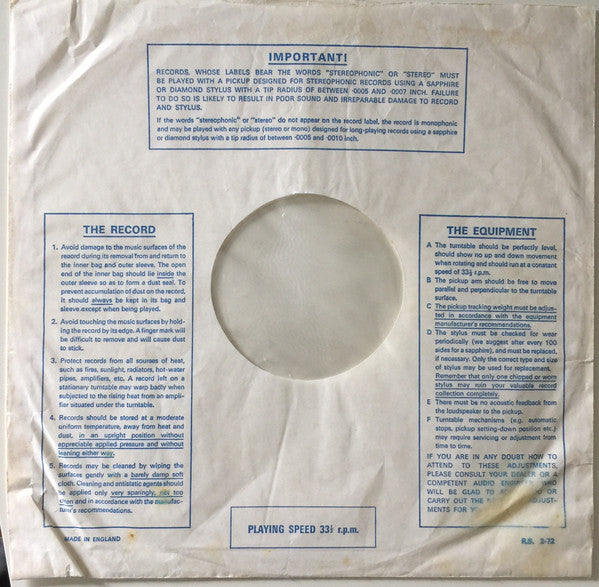 IMPORTANT!
RECORDS, WHOSE LABELS BEAR THE WORDS "STEREOPHONIC" OR "STEREO" MUST
BE PLAYED WITH A PICKUP DESIGNED FOR STEREOPHONIC RECORDS USING A SAPPHIRE
OR DIAMOND STYLUS WITH A TIP RADIUS OF BETWEEN ·0005 AND ·0007 INCH. FAILURE
TO DO SO IS LIKELY TO RESULT IN POOR SOUND AND IRREPARABLE DAMAGE TO RECORD
AND STYLUS.
If the words "stereophonic" or "stereo" do not appear on the record label, the record is monophonic
and may be played with any pickup (stereo or mono) designed for long-playing records using a sapphire
or diamond stylus with a tip radius of between ·0005 and ·0010 inch.
THE RECORD
1. Avoid damage to the music surfaces of the
record during its removal from and return to
the inner bag and outer sleeve. The open
end of the inner bag should lie inside the
outer sleeve so as to form a dust seal. To
prevent accumulation of dust on the record,
it should always be kept in its bag and
sleeve except when being played.
2. Avoid touching the music surfaces by hold-
ing the record by its edge. A finger mark will
be difficult to remove and will cause dust
to stick.
3. Protect records from all sources of heat,
such as fires, sunlight, radiators, hot-water
pipes, amplifiers, etc. A record left on a
stationary turntable may warp badly when
subjected to the rising heat from an ampli-
fier situated under the turntable.
4. Records should be stored at a moderate
uniform temperature, away from heat and
dust, in an upright position without
appreciable applied pressure and without
leaning either way.
5. Records may be cleaned by wiping the
surfaces gently with a barely damp soft
cloth. Cleaning and antistatic agents should
be applied only very sparingly, not too
often and in accordance with the manufac-
turer's recommendations.
MADE IN ENGLAND
PLAYING SPEED 33⅓ r.p.m.
THE EQUIPMENT
A The turntable should be perfectly level,
should show no up and down movement
when rotating and should run at a constant
speed of 33⅓ r.p.m.
B The pickup arm should be free to move
parallel and perpendicular to the turntable
surface.
C The pickup tracking weight must be adjus-
ted in accordance with the equipment
manufacturer's recommendations.
D The stylus must be checked for wear
periodically (we suggest after every 100
sides for a sapphire), and must be replaced,
if necessary. Only the correct type and size
of stylus may be used for replacement.
Remember that only one chipped or worn
stylus may ruin your valuable record
collection completely.
E There must be no acoustic feedback from
the loudspeaker to the pickup.
F Turntable mechanisms (e.g. automatic
stops, pickup setting-down position etc.)
may require servicing or adjustment from
time to time.
IF YOU ARE IN ANY DOUBT HOW TO
ATTEND TO THESE ADJUSTMENTS,
PLEASE CONSULT YOUR DEALER OR A
COMPETENT AUDIO ENGINEER WHO
WILL BE GLAD TO DO
CARRY OUT THE ADJUST-
MENTS FOR
R.S. 2-72